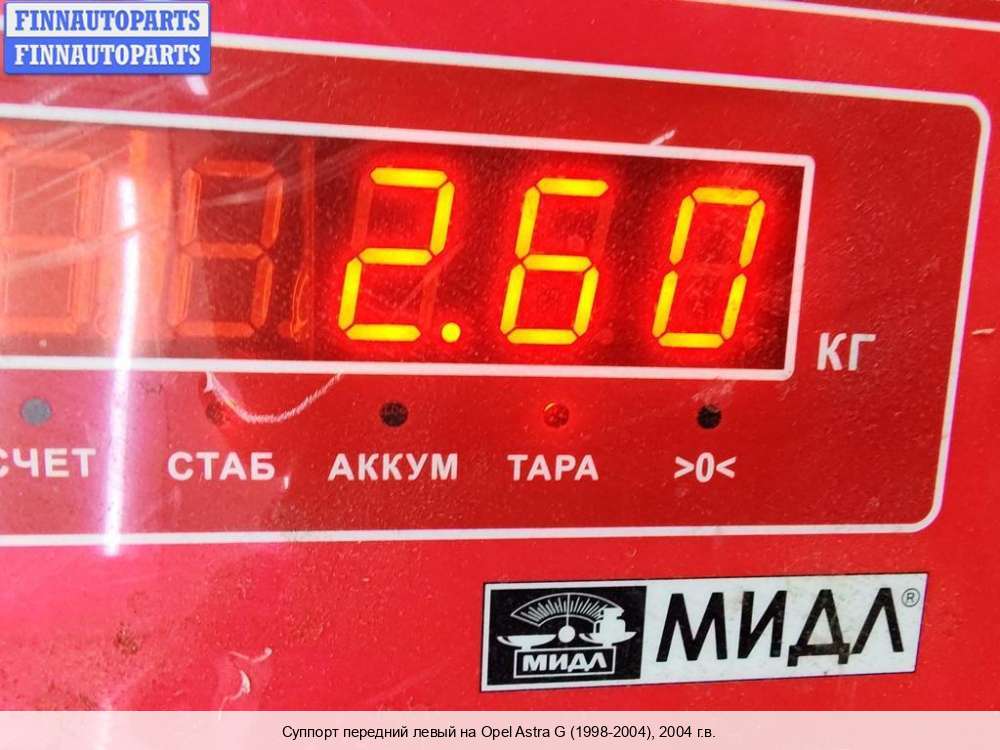 FINNAUTOPARTS
FINNAUTOPARTS
2.60
КГ
СЧЕТ СТАБ АККУМ ТАРА >0<
МИДЛ МИДЛ®
Суппорт передний левый на Opel Astra G (1998-2004), 2004 г.в.